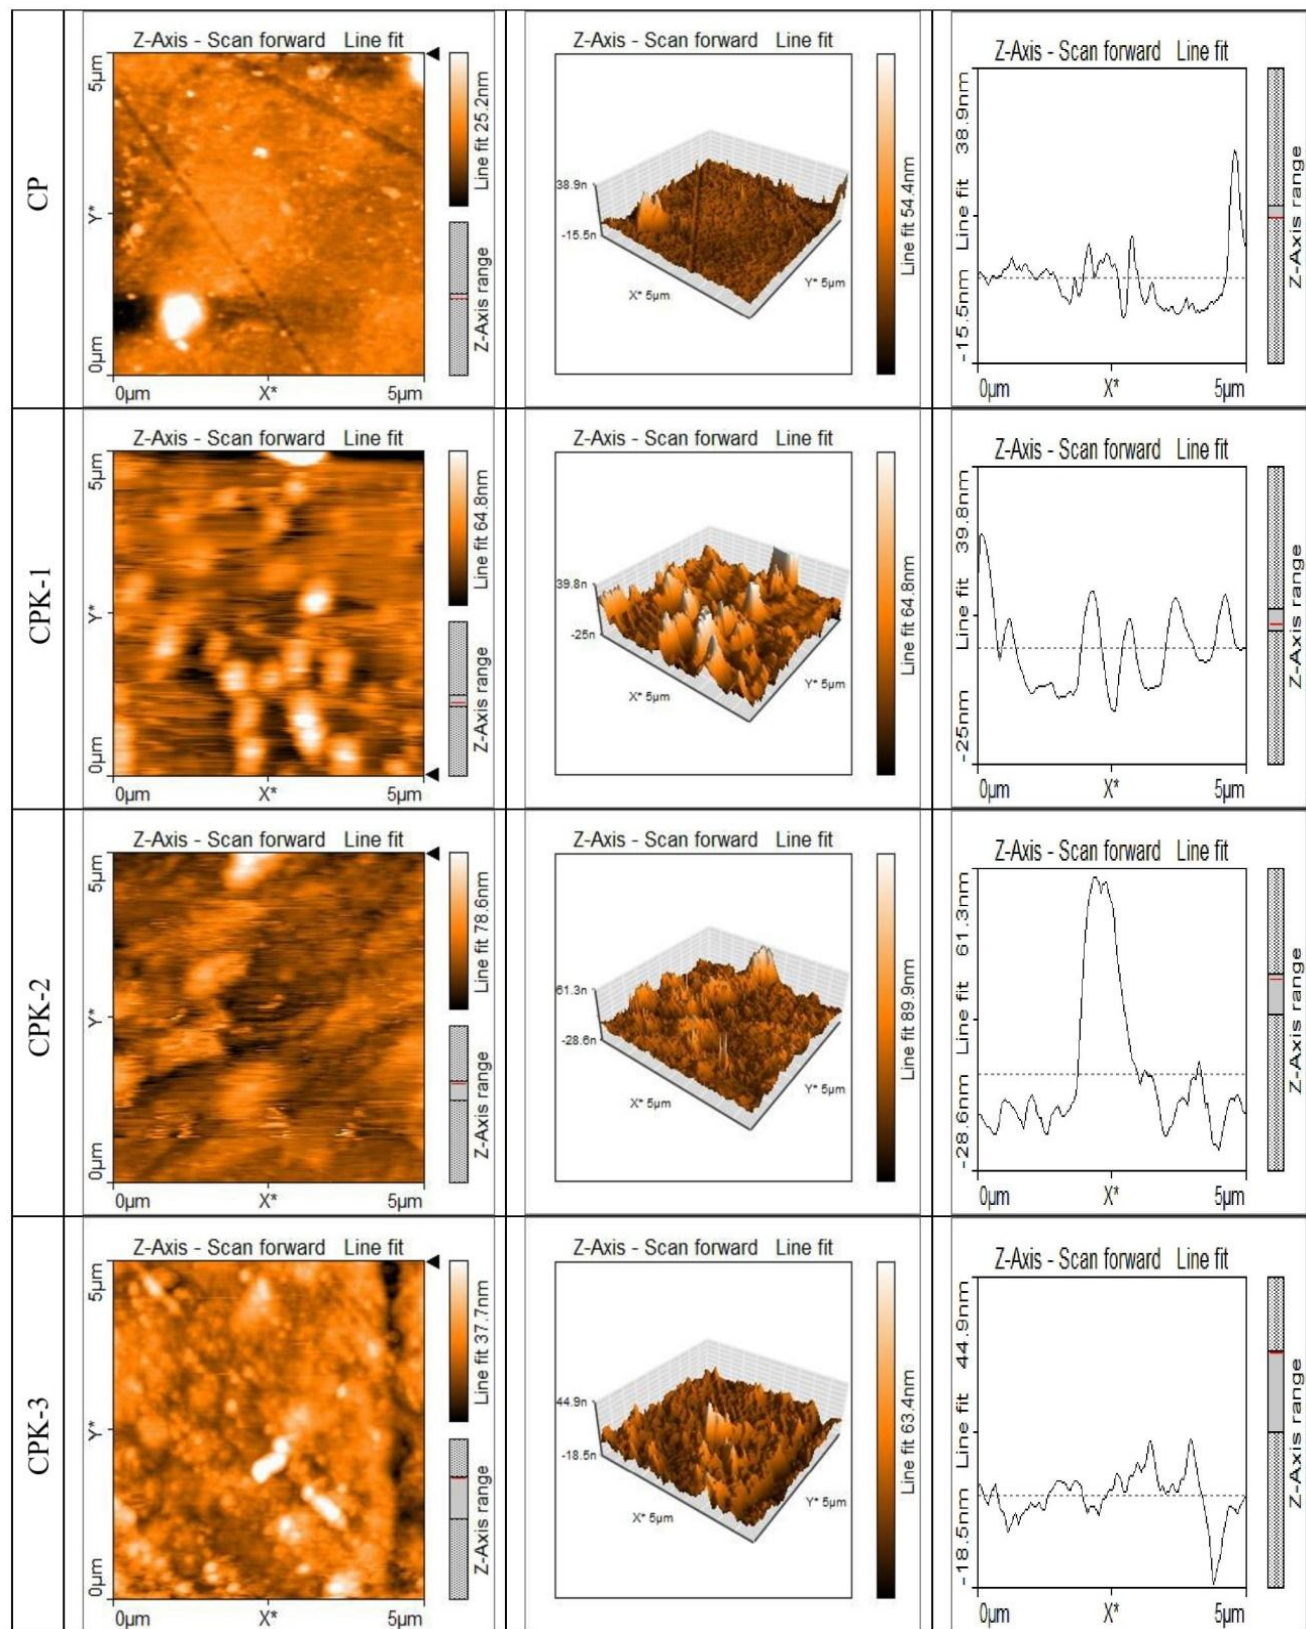 CP
Z-Axis - Scan forward Line fit
5µm
Y*
0µm
0µm X* 5µm
Line fit 25.2nm
Z-Axis range
Z-Axis - Scan forward Line fit
38.9n
-15.5n
X* 5µm
Y* 5µm
Line fit 54.4nm
Z-Axis - Scan forward Line fit
-15.5nm Line fit 38.9nm
0µm X* 5µm
Z-Axis range
CPK-1
Z-Axis - Scan forward Line fit
5µm
Y*
0µm
0µm X* 5µm
Line fit 64.8nm
Z-Axis range
Z-Axis - Scan forward Line fit
39.8n
-25n
X* 5µm
Y* 5µm
Line fit 64.8nm
Z-Axis - Scan forward Line fit
-25nm Line fit 39.8nm
0µm X* 5µm
Z-Axis range
CPK-2
Z-Axis - Scan forward Line fit
5µm
Y*
0µm
0µm X* 5µm
Line fit 78.6nm
Z-Axis range
Z-Axis - Scan forward Line fit
61.3n
-28.6n
X* 5µm
Y* 5µm
Line fit 89.9nm
Z-Axis - Scan forward Line fit
-28.6nm Line fit 61.3nm
0µm X* 5µm
Z-Axis range
CPK-3
Z-Axis - Scan forward Line fit
5µm
Y*
0µm
0µm X* 5µm
Line fit 37.7nm
Z-Axis range
Z-Axis - Scan forward Line fit
44.9n
-18.5n
X* 5µm
Y* 5µm
Line fit 63.4nm
Z-Axis - Scan forward Line fit
-18.5nm Line fit 44.9nm
0µm X* 5µm
Z-Axis range